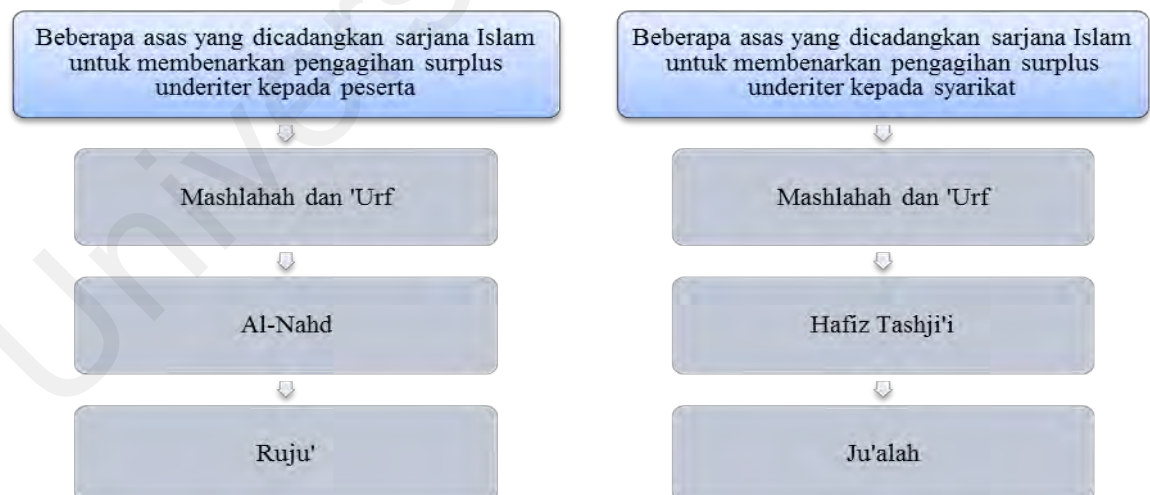 Beberapa asas yang dicadangkan sarjana Islam
untuk membenarkan pengagihan surplus
underiter kepada peserta
Mashlahah dan 'Urf
Al-Nahd
Ruju'
Beberapa asas yang dicadangkan sarjana Islam
untuk membenarkan pengagihan surplus
underiter kepada syarikat
Mashlahah dan 'Urf
Hafiz Tashji'i
Ju'alah